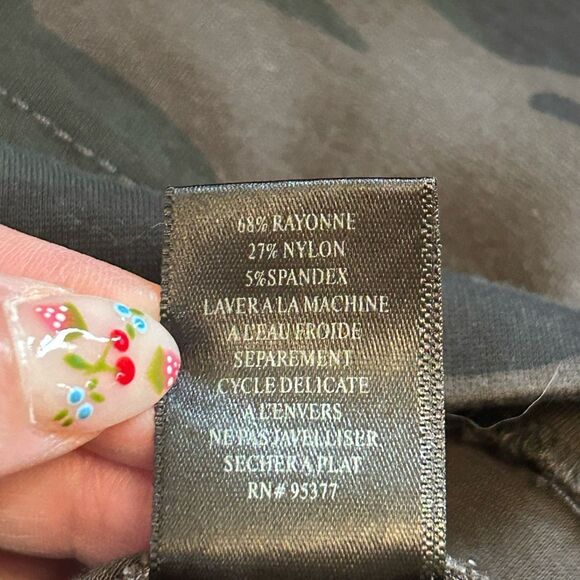 68% RAYONNE
27% NYLON
5%SPANDEX
LAVER A LA MACHINE
A L'EAU FROIDE
SEPAREMENT
CYCLE DELICATE
A L'ENVERS
NE PAS JAVELLISER
SECHER A PLAT
RN# 95377